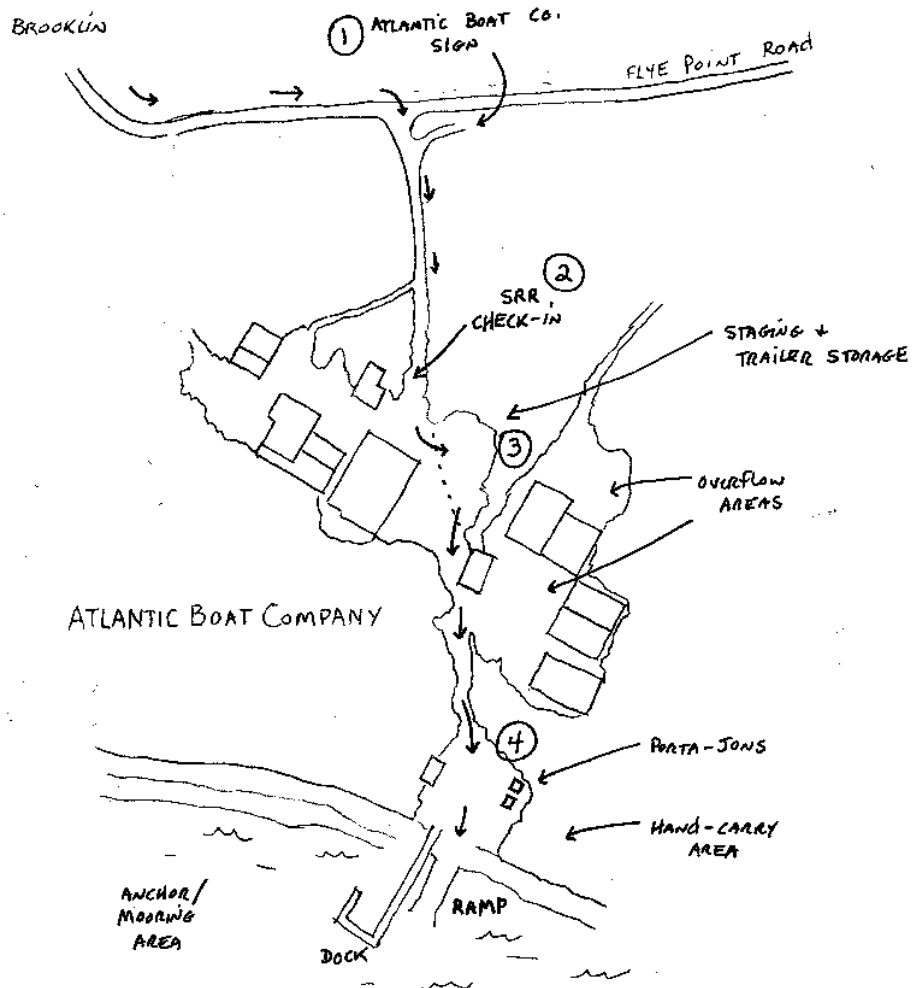 BROOKLIN
1 ATLANTIC BOAT CO.
SIGN
FLYE POINT ROAD
2
SRR
CHECK-IN
STAGING +
TRAILER STORAGE
3
OVERFLOW
AREAS
ATLANTIC BOAT COMPANY
4
PORTA-JONS
HAND-CARRY
AREA
ANCHOR/
MOORING
AREA
RAMP
DOCK